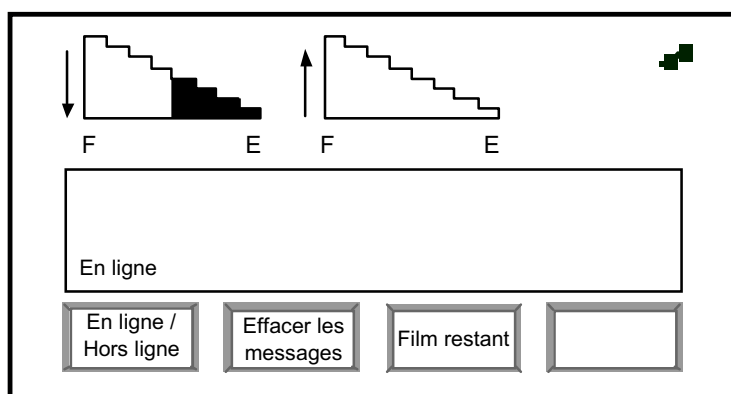 F E F E
En ligne
En ligne /
Hors ligne
Effacer les
messages
Film restant